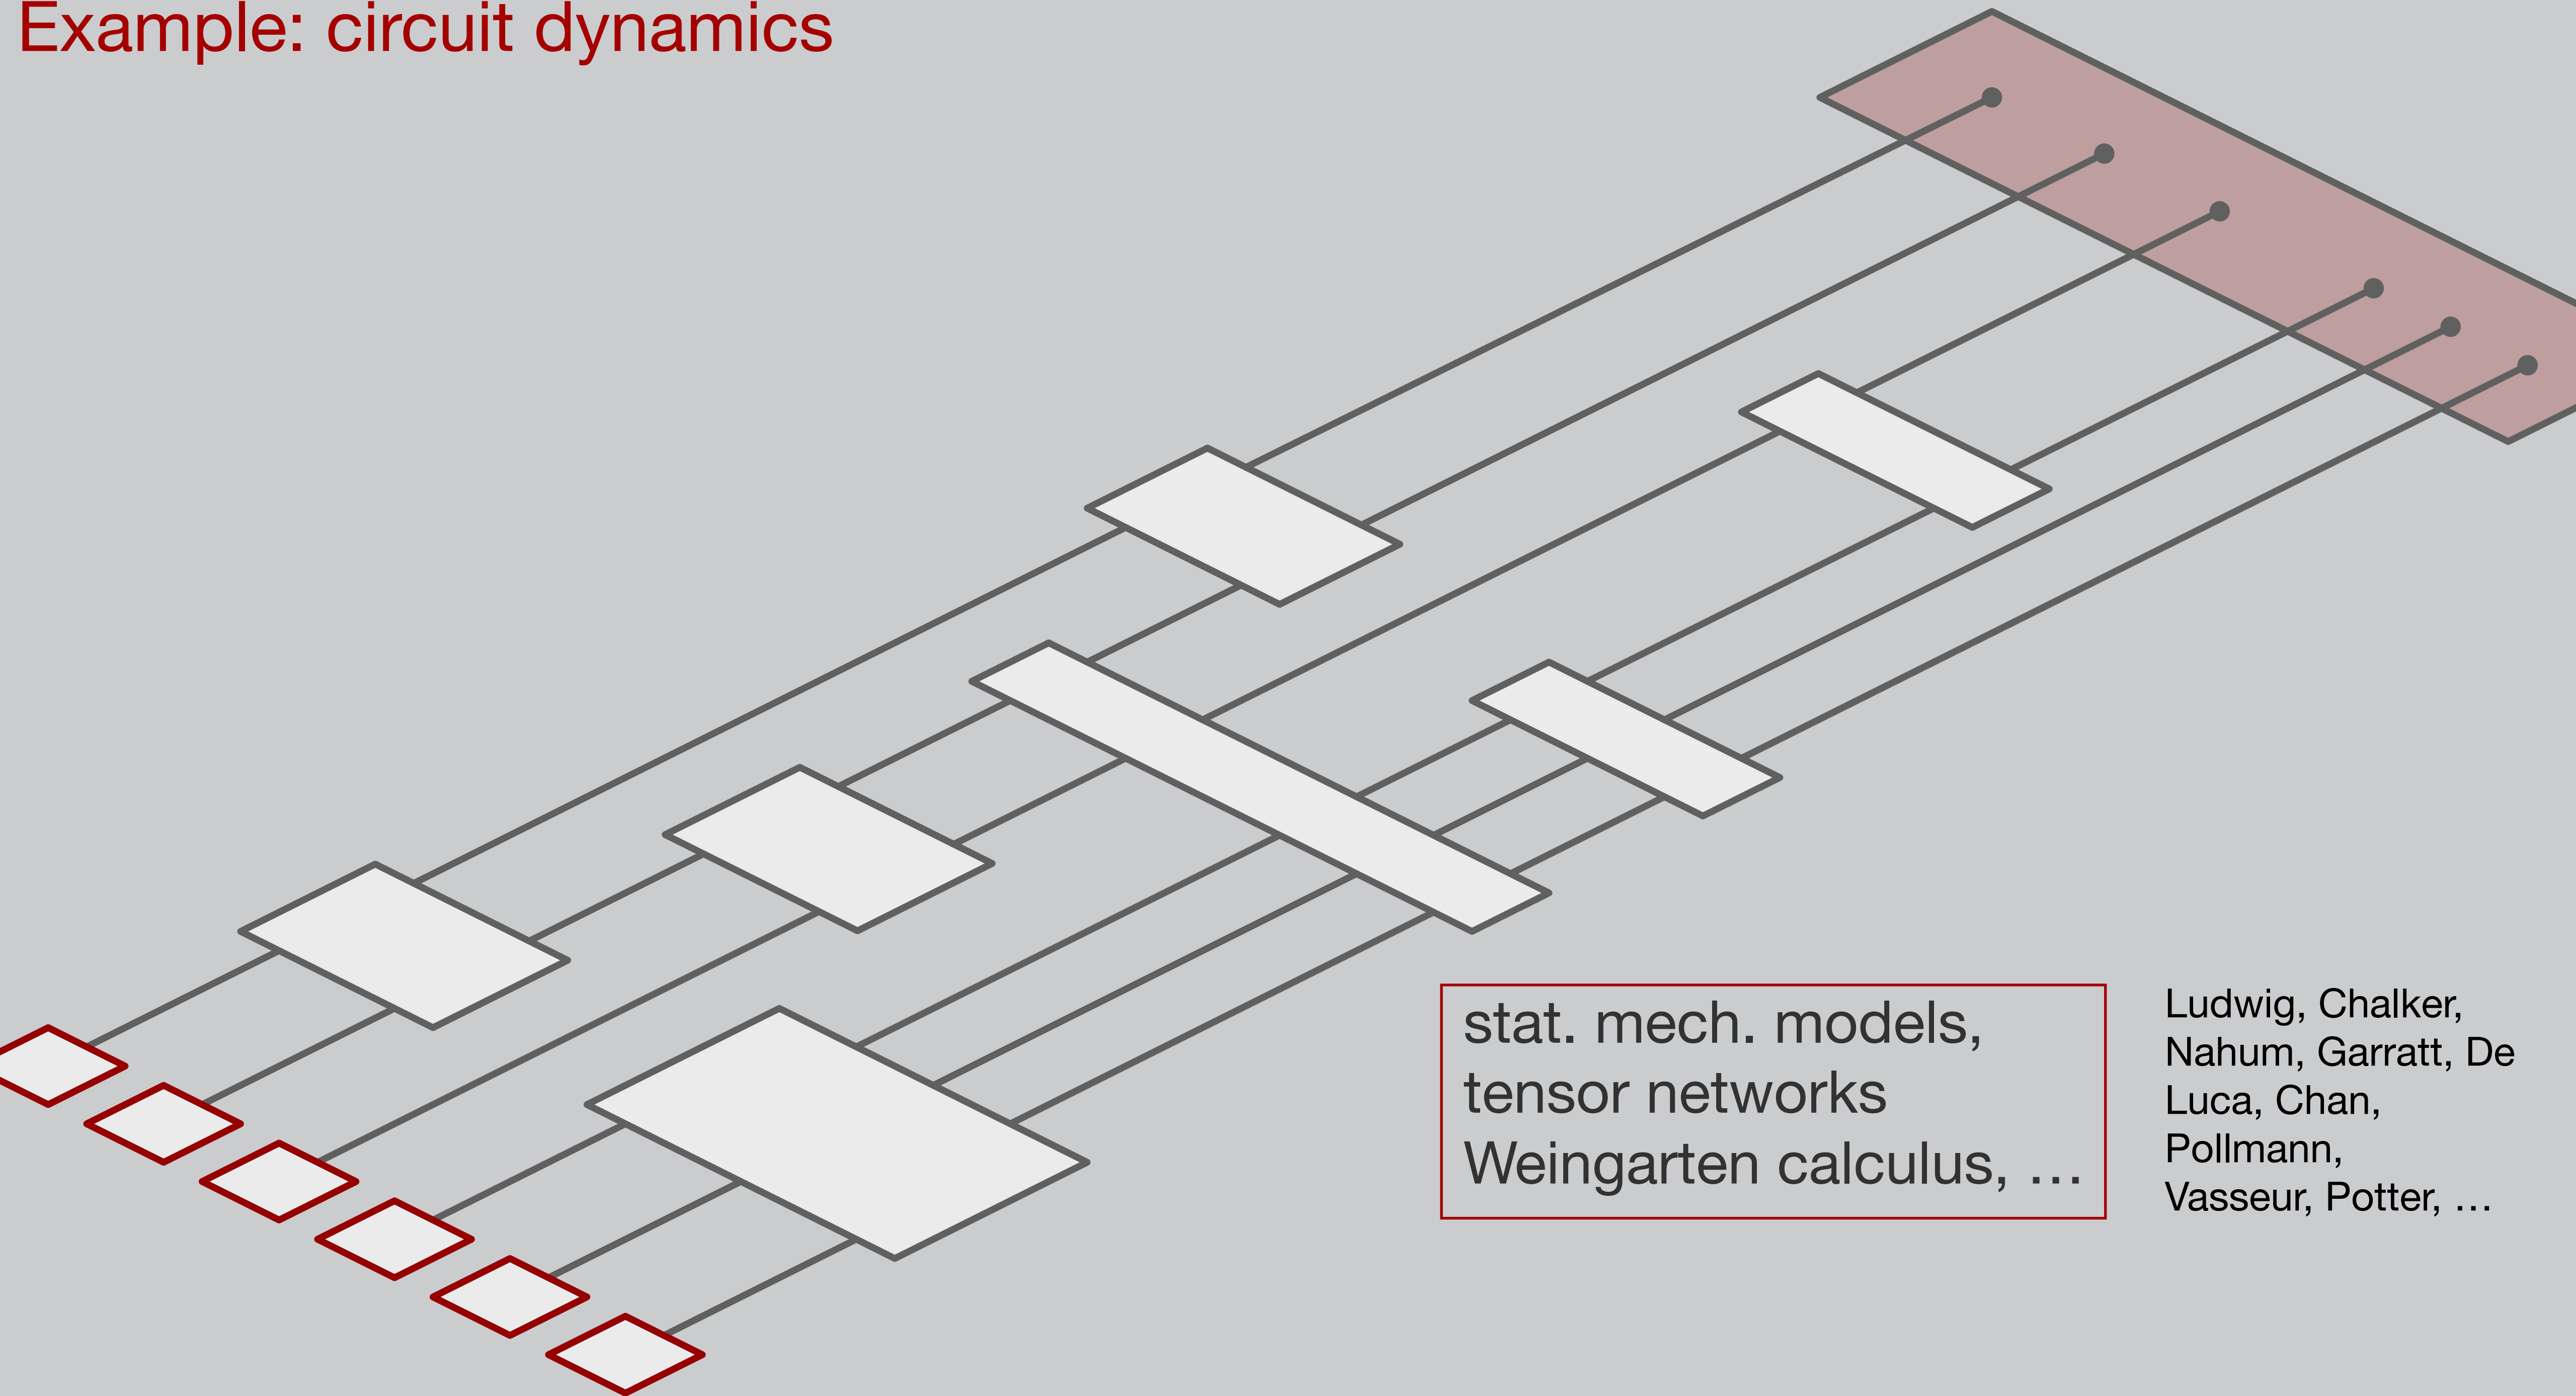 Example: circuit dynamics
stat. mech. models,
tensor networks
Weingarten calculus, …
Ludwig, Chalker,
Nahum, Garratt, De
Luca, Chan,
Pollmann,
Vasseur, Potter, …